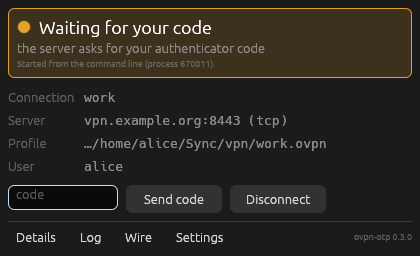 Waiting for your code
the server asks for your authenticator code
Started from the command line (process 670011).
Connection work
Server vpn.example.org:8443 (tcp)
Profile …/home/alice/Sync/vpn/work.ovpn
User alice
code Send code Disconnect
Details Log Wire Settings ovpn-otp 0.3.0